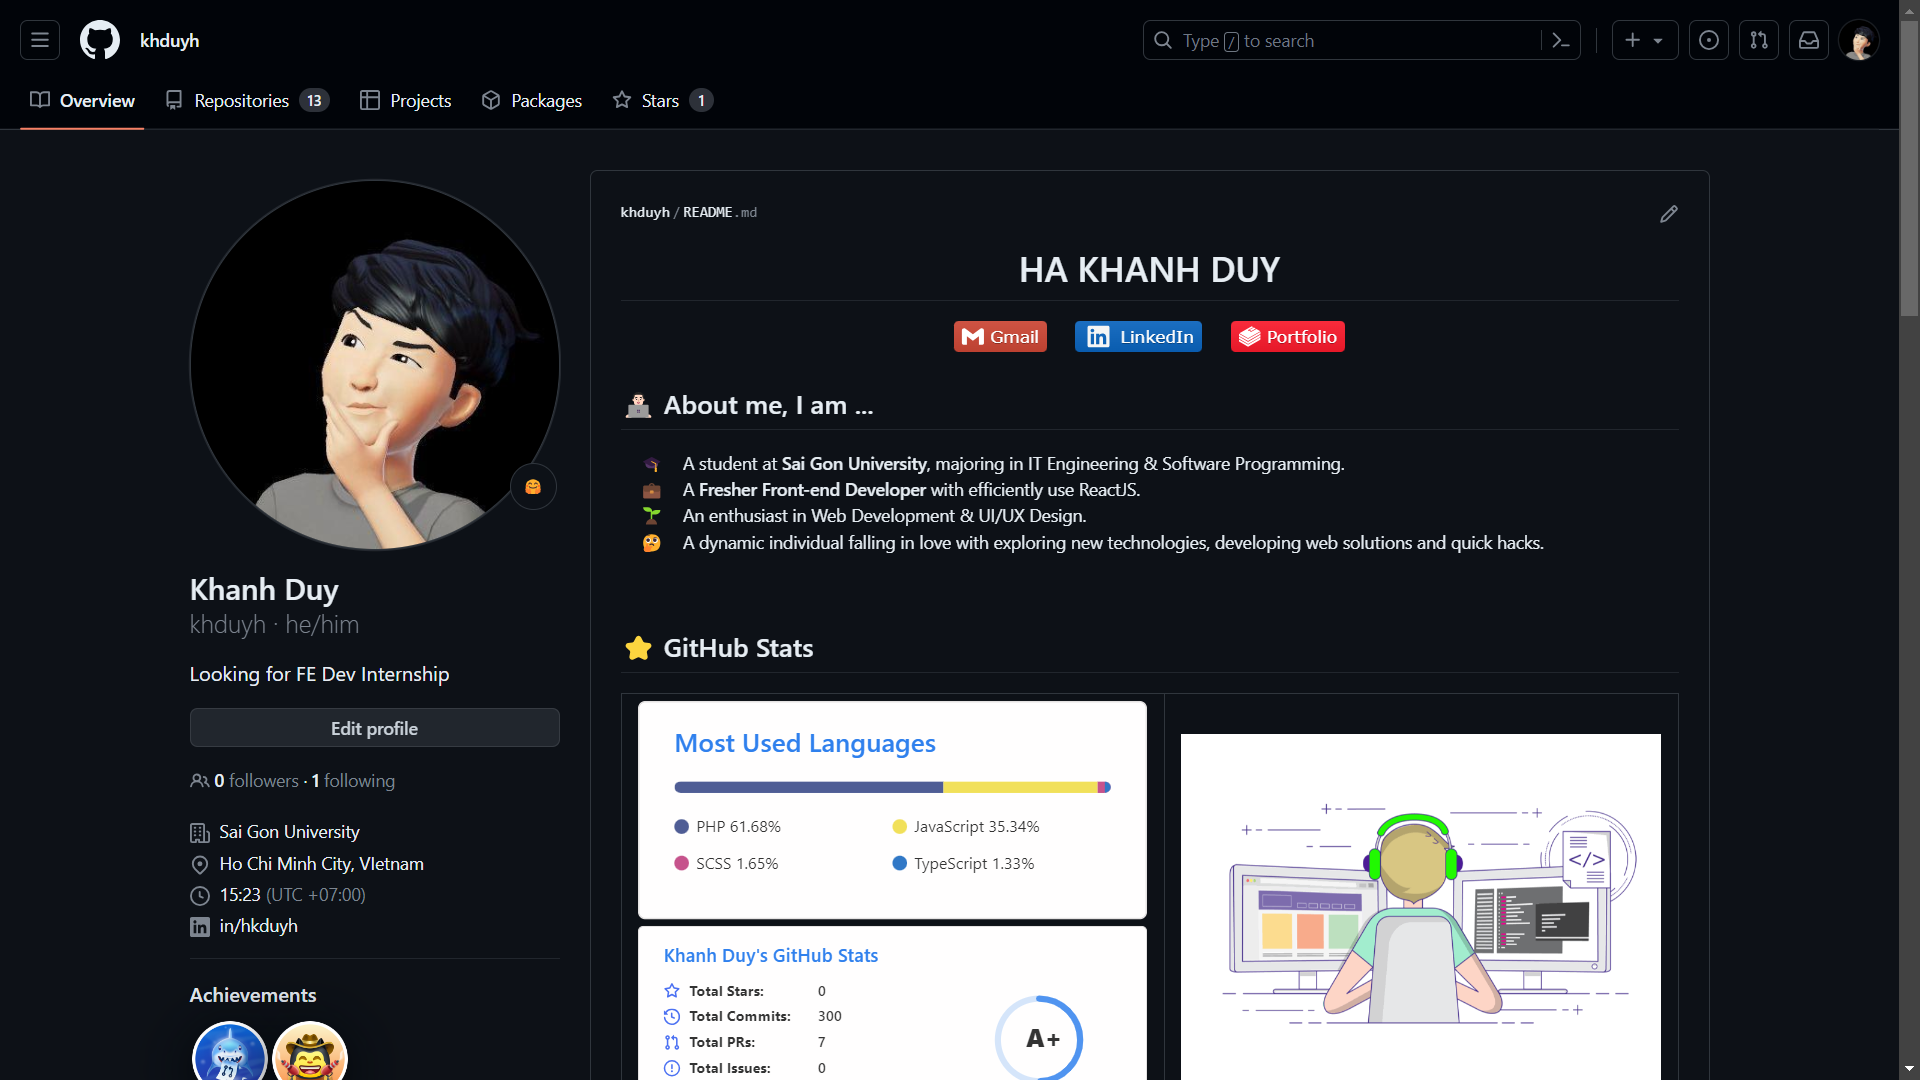 khduyh
Type / to search
Overview
Repositories 13
Projects
Packages
Stars 1
Khanh Duy
khduyh · he/him
Looking for FE Dev Internship
Edit profile
0 followers · 1 following
Sai Gon University
Ho Chi Minh City, VIetnam
15:23 (UTC +07:00)
in/hkduyh
Achievements
khduyh / README.md
HA KHANH DUY
Gmail
LinkedIn
Portfolio
About me, I am ...
A student at Sai Gon University, majoring in IT Engineering & Software Programming.
A Fresher Front-end Developer with efficiently use ReactJS.
An enthusiast in Web Development & UI/UX Design.
A dynamic individual falling in love with exploring new technologies, developing web solutions and quick hacks.
GitHub Stats
Most Used Languages
PHP 61.68%
JavaScript 35.34%
SCSS 1.65%
TypeScript 1.33%
Khanh Duy's GitHub Stats
Total Stars: 0
Total Commits: 300
Total PRs: 7
Total Issues: 0
A+
</>